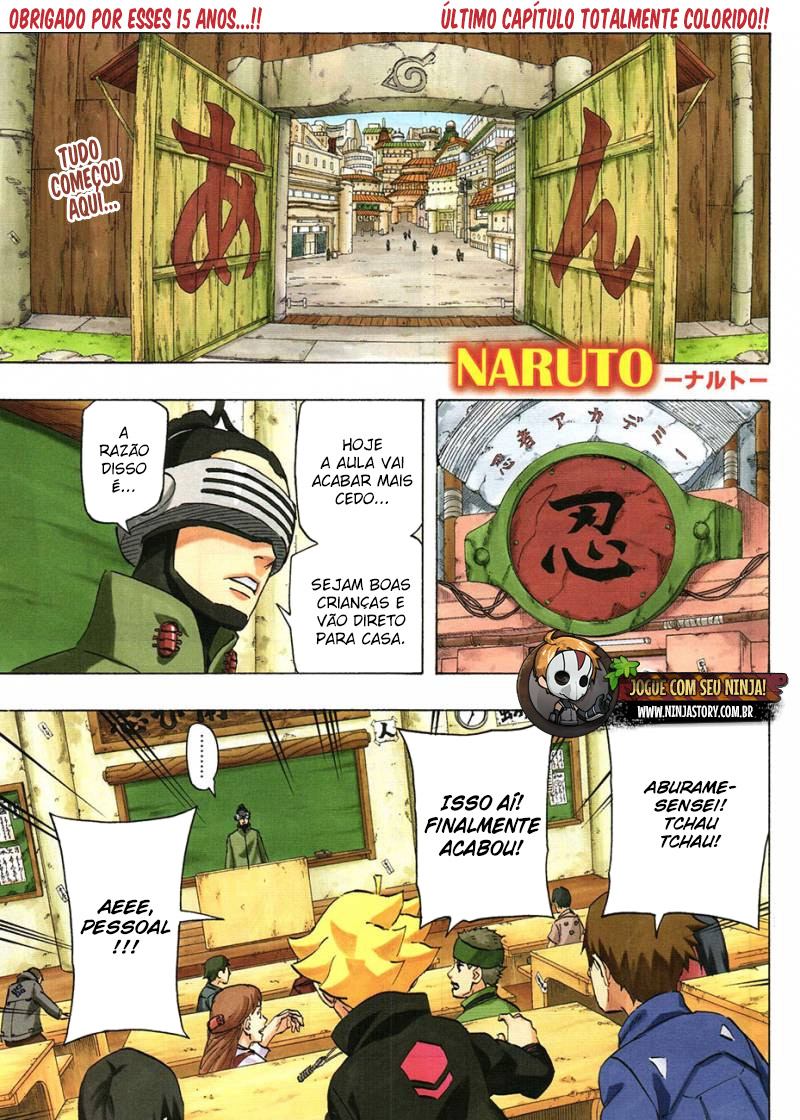 OBRIGADO POR ESSES 15 ANOS...!!
ÚLTIMO CAPÍTULO TOTALMENTE COLORIDO!!
TUDO
COMEÇOU
AQUI...
あ ん
NARUTO
ーナルトー
HOJE
A AULA VAI
ACABAR MAIS
CEDO...
SEJAM BOAS
CRIANÇAS E
VÃO DIRETO
PARA CASA.
A
RAZÃO
DISSO
É...
忍者アカデミー
忍
JOGUE COM SEU NINJA!
WWW.NINJASTORY.COM.BR
ABURAME-
SENSEI!
TCHAU
TCHAU!
ISSO AÍ!
FINALMENTE
ACABOU!
.......
AEEE,
PESSOAL
!!!